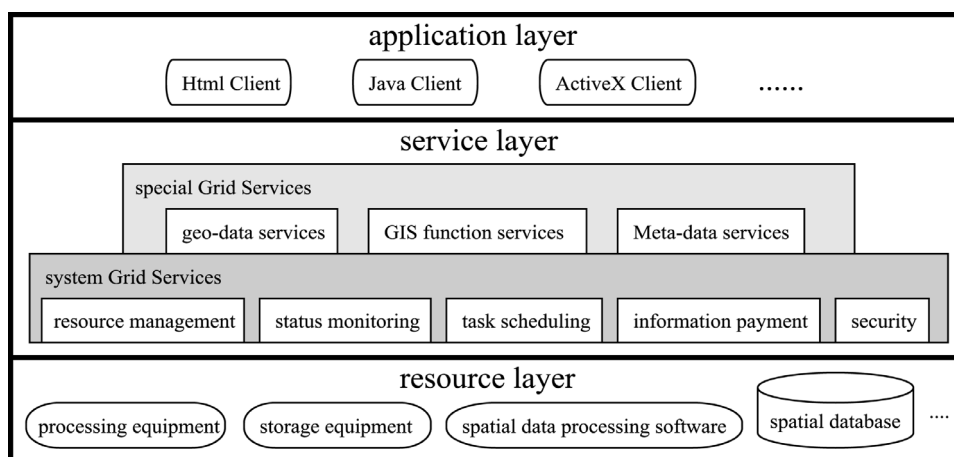 application layer
Html Client Java Client ActiveX Client ......
service layer
special Grid Services
geo-data services GIS function services Meta-data services
system Grid Services
resource management status monitoring task scheduling information payment security
resource layer
processing equipment storage equipment spatial data processing software spatial database ....